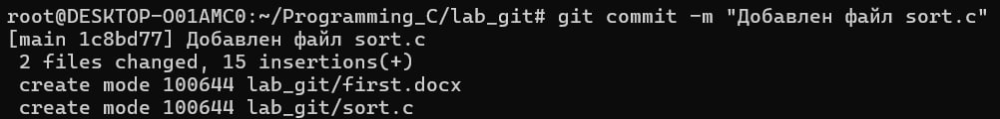 root@DESKTOP-O01AMC0:~/Programming_C/lab_git# git commit -m "Добавлен файл sort.c"
[main 1c8bd77] Добавлен файл sort.c
 2 files changed, 15 insertions(+)
 create mode 100644 lab_git/first.docx
 create mode 100644 lab_git/sort.c